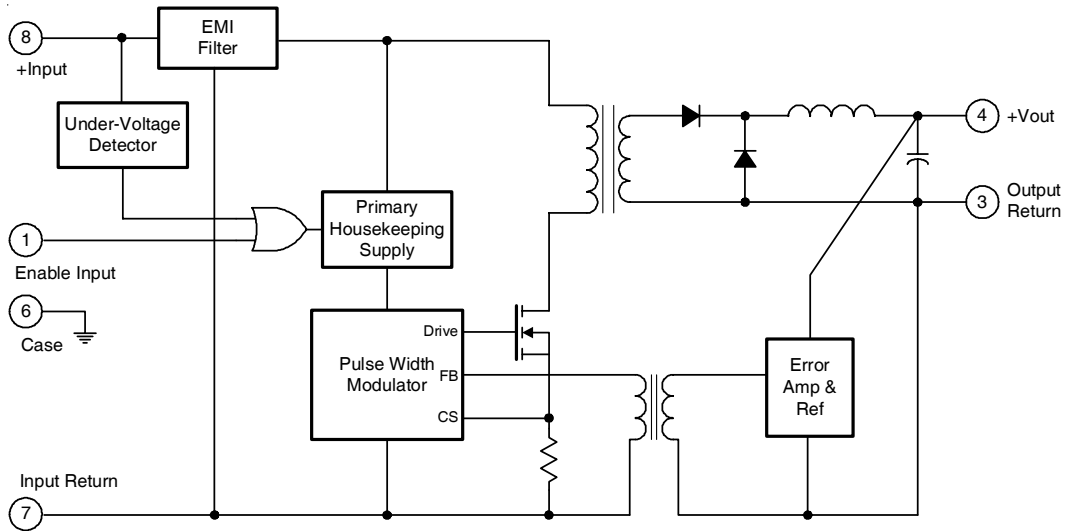 8
+Input
EMI
Filter
Under-Voltage
Detector
4
+Vout
3
Output
Return
1
Enable Input
Primary
Housekeeping
Supply
6
Case
Drive
Pulse Width
Modulator
FB
CS
Error
Amp &
Ref
Input Return
7